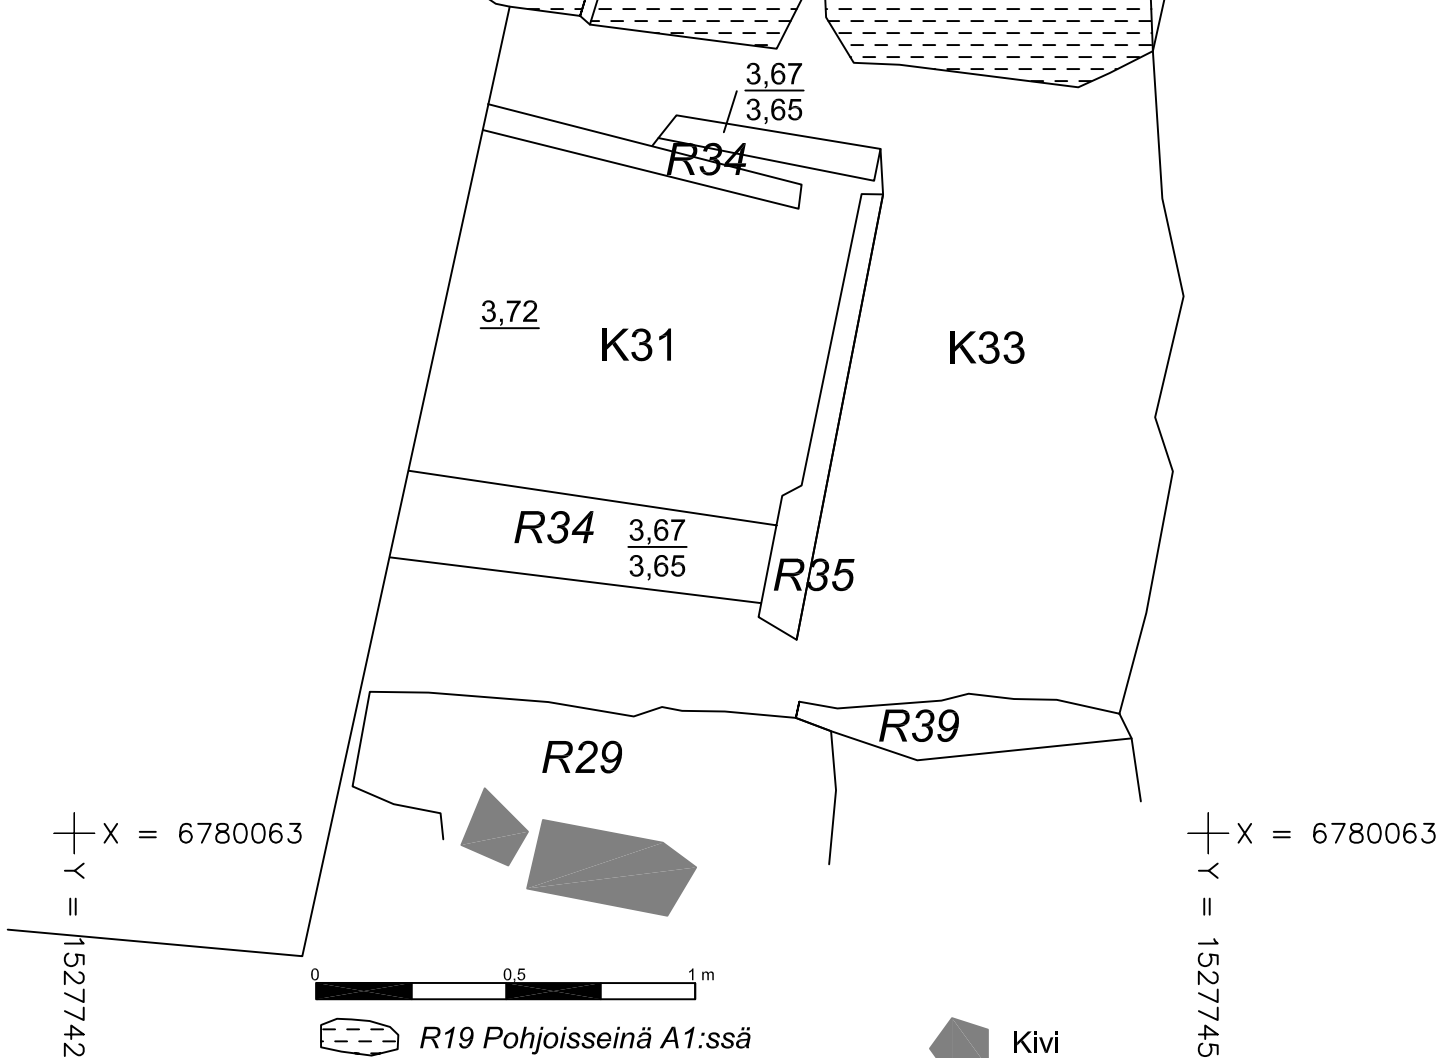 3,67
3,65
R34
3,72
K31
K33
R34
3,67
3,65
R35
R39
R29
X = 6780063
X = 6780063
Y = 1527742
Y = 1527745
0 0,5 1 m
R19 Pohjoisseinä A1:ssä
Kivi